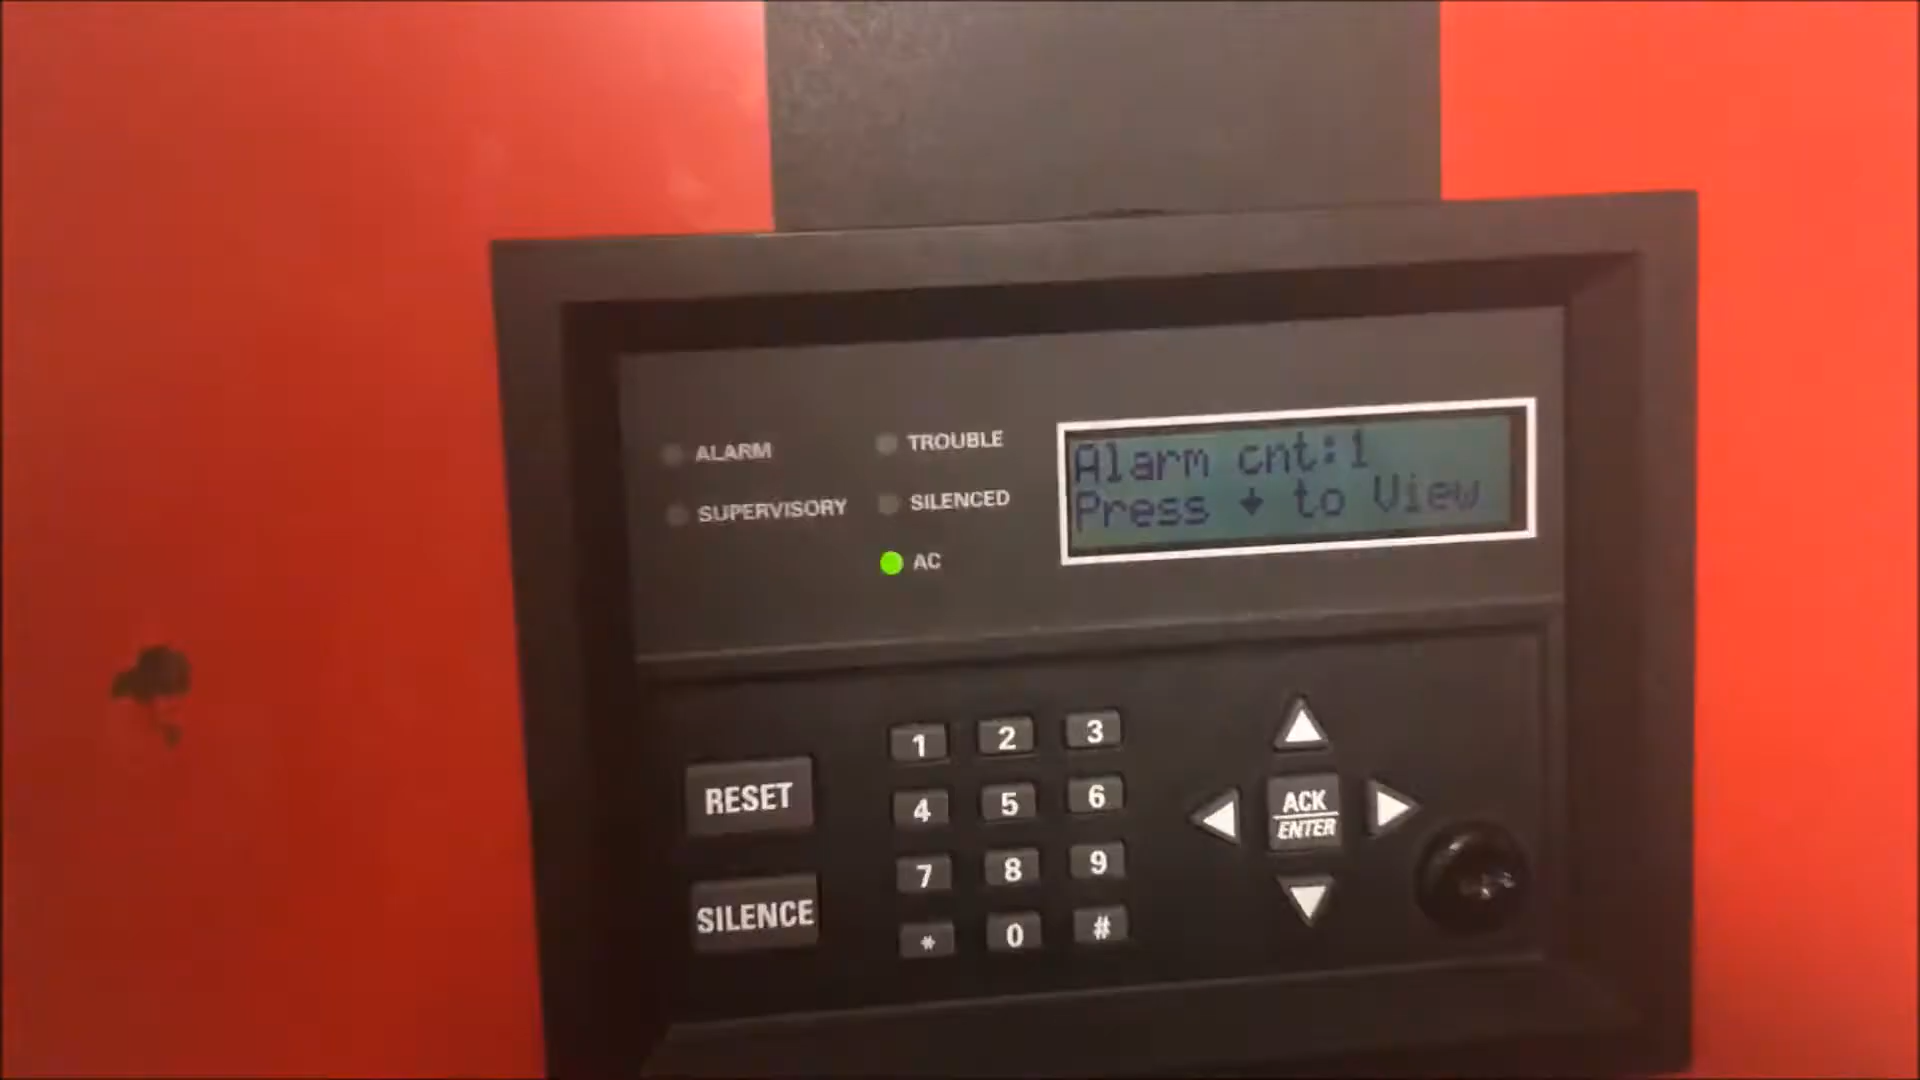 ALARM
TROUBLE
SUPERVISORY
SILENCED
AC
Alarm cnt:1
Press ↓ to View
RESET
SILENCE
1 2 3
4 5 6
7 8 9
* 0 #
ACK
ENTER